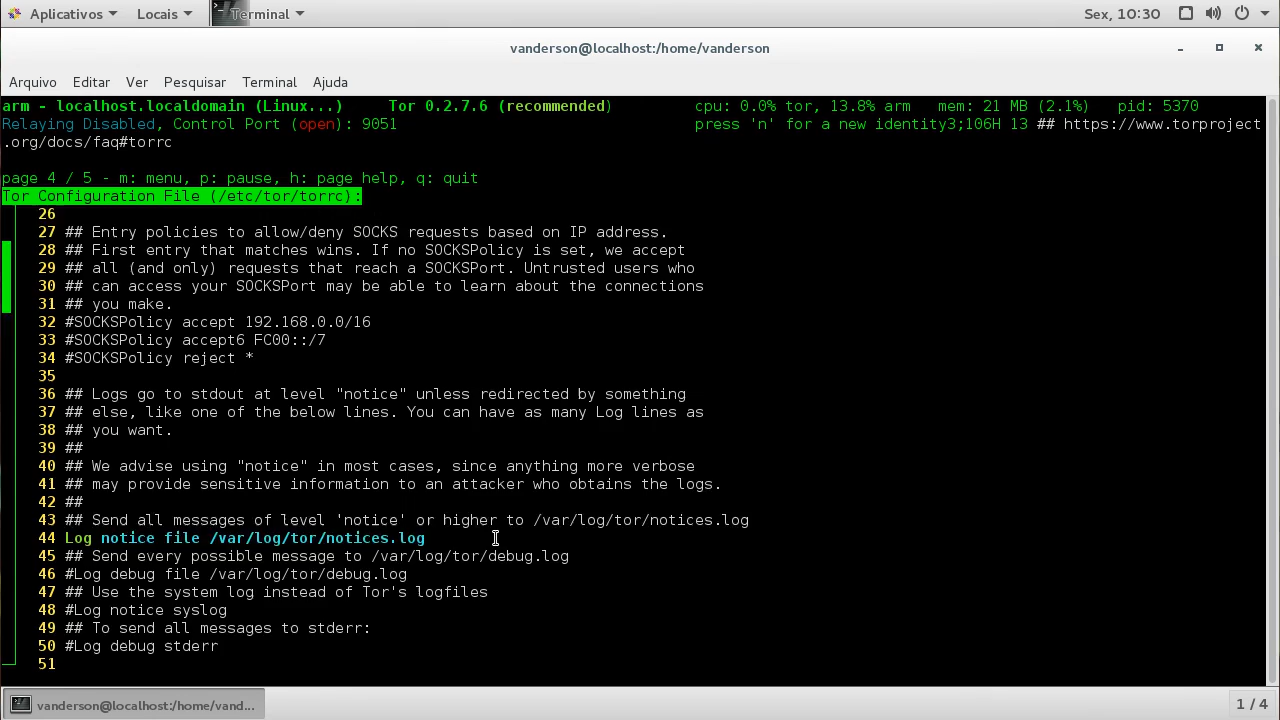 Aplicativos Locais Terminal Sex, 10:30
vanderson@localhost:/home/vanderson
Arquivo Editar Ver Pesquisar Terminal Ajuda
arm - localhost.localdomain (Linux...) Tor 0.2.7.6 (recommended) cpu: 0.0% tor, 13.8% arm mem: 21 MB (2.1%) pid: 5370
Relaying Disabled, Control Port (open): 9051 press 'n' for a new identity3;106H 13 ## https://www.torproject
.org/docs/faq#torrc
page 4 / 5 - m: menu, p: pause, h: page help, q: quit
Tor Configuration File (/etc/tor/torrc):
26
27 ## Entry policies to allow/deny SOCKS requests based on IP address.
28 ## First entry that matches wins. If no SOCKSPolicy is set, we accept
29 ## all (and only) requests that reach a SOCKSPort. Untrusted users who
30 ## can access your SOCKSPort may be able to learn about the connections
31 ## you make.
32 #SOCKSPolicy accept 192.168.0.0/16
33 #SOCKSPolicy accept6 FC00::/7
34 #SOCKSPolicy reject *
35
36 ## Logs go to stdout at level "notice" unless redirected by something
37 ## else, like one of the below lines. You can have as many Log lines as
38 ## you want.
39 ##
40 ## We advise using "notice" in most cases, since anything more verbose
41 ## may provide sensitive information to an attacker who obtains the logs.
42 ##
43 ## Send all messages of level 'notice' or higher to /var/log/tor/notices.log
44 Log notice file /var/log/tor/notices.log
45 ## Send every possible message to /var/log/tor/debug.log
46 #Log debug file /var/log/tor/debug.log
47 ## Use the system log instead of Tor's logfiles
48 #Log notice syslog
49 ## To send all messages to stderr:
50 #Log debug stderr
51
vanderson@localhost:/home/vand... 1 / 4